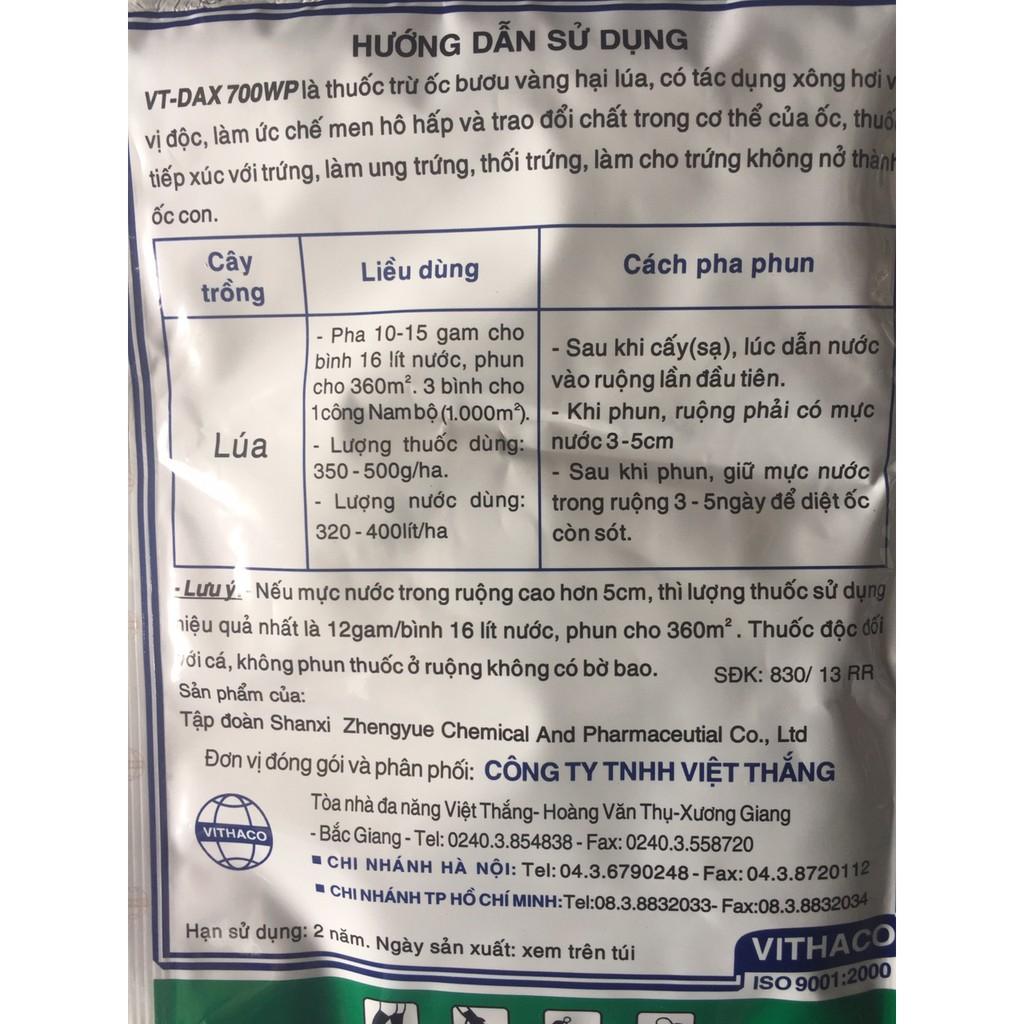 HƯỚNG DẪN SỬ DỤNG
VT-DAX 700WP là thuốc trừ ốc bươu vàng hại lúa, có tác dụng xông hơi v
vị độc, làm ức chế men hô hấp và trao đổi chất trong cơ thể của ốc, thuố
tiếp xúc với trứng, làm ung trứng, thối trứng, làm cho trứng không nở thành
ốc con.
Cây
trồng
Liều dùng
Cách pha phun
Lúa
- Pha 10-15 gam cho
bình 16 lít nước, phun
cho 360m². 3 bình cho
1công Nam bộ (1.000m²).
- Lượng thuốc dùng:
350-500g/ha.
- Lượng nước dùng:
320-400lít/ha
- Sau khi cấy(sạ), lúc dẫn nước
vào ruộng lần đầu tiên.
- Khi phun, ruộng phải có mực
nước 3-5cm
- Sau khi phun, giữ mực nước
trong ruộng 3-5ngày để diệt ốc
còn sót.
- Lưu ý. - Nếu mực nước trong ruộng cao hơn 5cm, thì lượng thuốc sử dụng
hiệu quả nhất là 12gam/bình 16 lít nước, phun cho 360m². Thuốc độc đối
với cá, không phun thuốc ở ruộng không có bờ bao. SĐK: 830/ 13 RR
Sản phẩm của:
Tập đoàn Shanxi Zhengyue Chemical And Pharmaceutial Co., Ltd
Đơn vị đóng gói và phân phối: CÔNG TY TNHH VIỆT THẮNG
VITHACO
Tòa nhà đa năng Việt Thắng- Hoàng Văn Thụ-Xương Giang
- Bắc Giang - Tel: 0240.3.854838 - Fax: 0240.3.558720
▪ CHI NHÁNH HÀ NỘI: Tel: 04.3.6790248 - Fax: 04.3.8720112
▪ CHI NHÁNH TP HỒ CHÍ MINH:Tel:08.3.8832033- Fax:08.3.8832034
Hạn sử dụng: 2 năm. Ngày sản xuất: xem trên túi
VITHACO
ISO 9001:2000